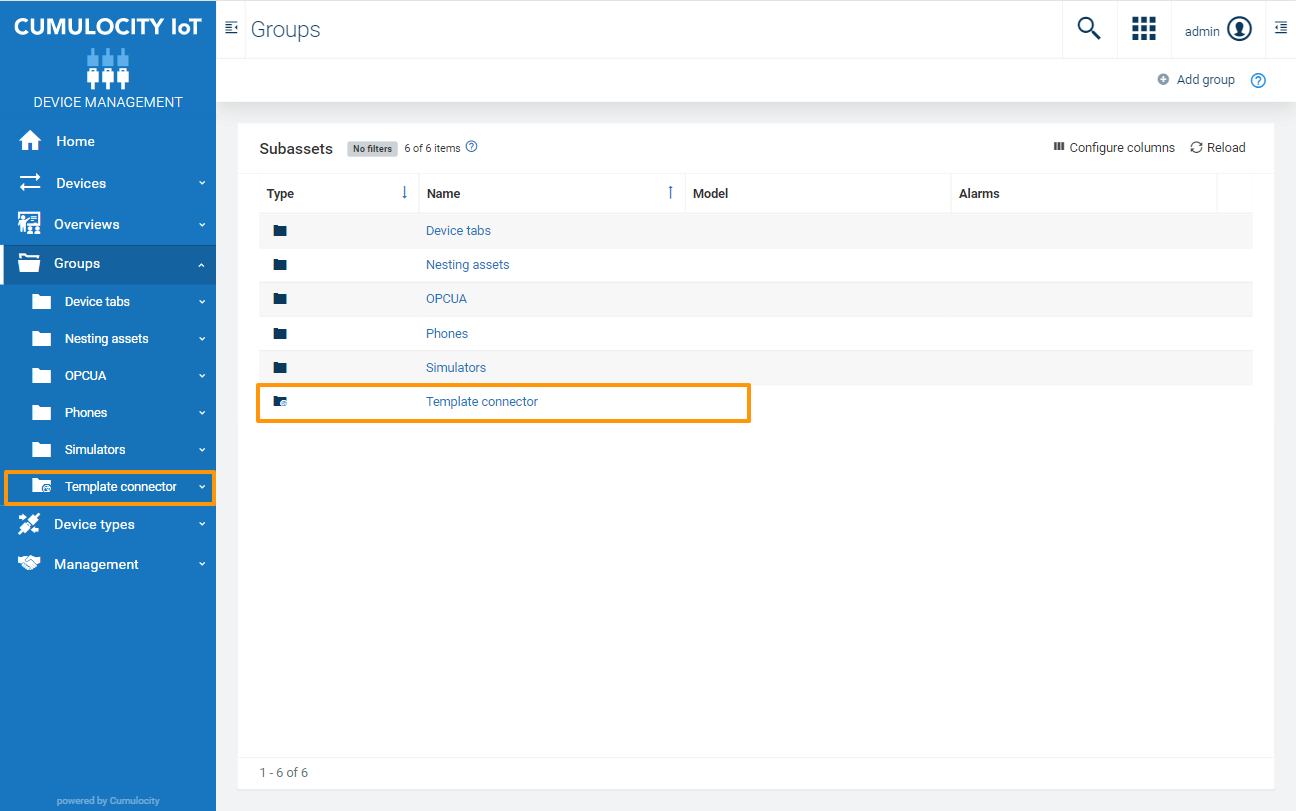 CUMULOCITY IoT
DEVICE MANAGEMENT
Home
Devices
Overviews
Groups
Device tabs
Nesting assets
OPCUA
Phones
Simulators
Template connector
Device types
Management
powered by Cumulocity
Groups
admin
Add group
Subassets No filters 6 of 6 items
Configure columns Reload
Type Name Model Alarms
Device tabs
Nesting assets
OPCUA
Phones
Simulators
Template connector
1 - 6 of 6